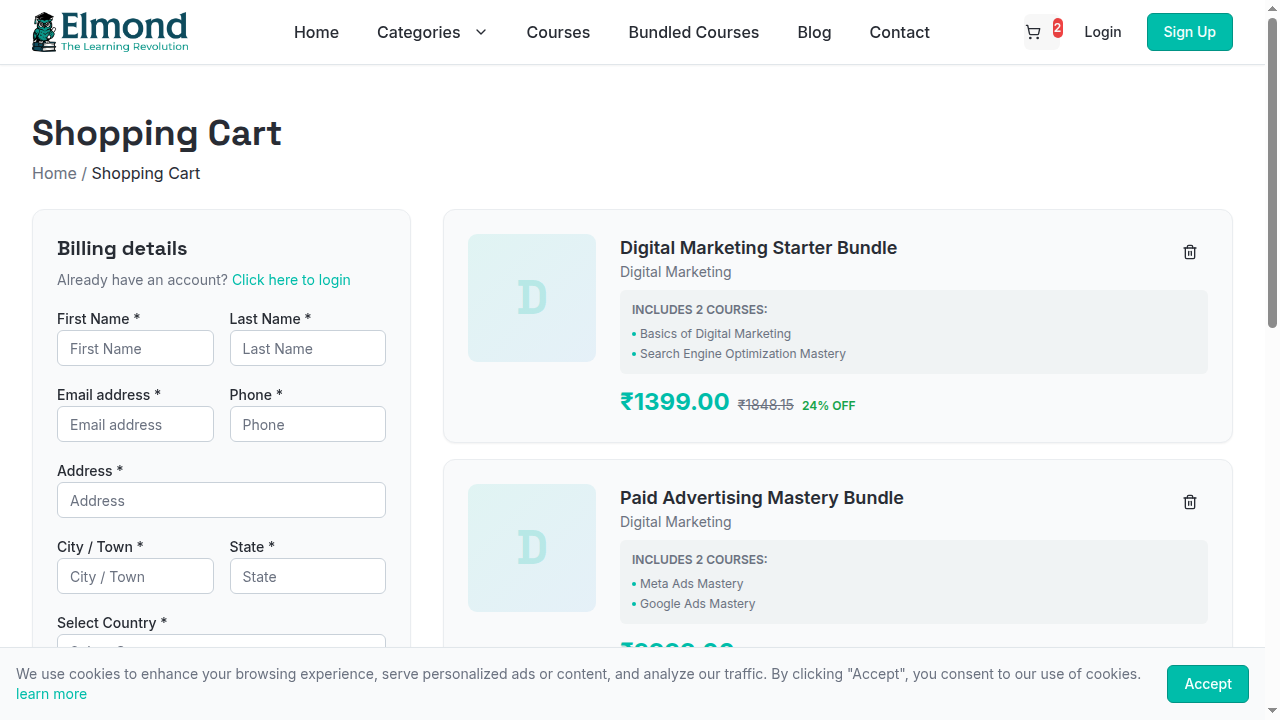 Elmond
The Learning Revolution
Home
Categories
Courses
Bundled Courses
Blog
Contact
2
Login
Sign Up
Shopping Cart
Home / Shopping Cart
Billing details
Already have an account? Click here to login
First Name *
Last Name *
First Name
Last Name
Email address *
Phone *
Email address
Phone
Address *
Address
City / Town *
State *
City / Town
State
Select Country *
D
Digital Marketing Starter Bundle
Digital Marketing
INCLUDES 2 COURSES:
• Basics of Digital Marketing
• Search Engine Optimization Mastery
₹1399.00 ₹1848.15 24% OFF
D
Paid Advertising Mastery Bundle
Digital Marketing
INCLUDES 2 COURSES:
• Meta Ads Mastery
• Google Ads Mastery
We use cookies to enhance your browsing experience, serve personalized ads or content, and analyze our traffic. By clicking "Accept", you consent to our use of cookies.
learn more
Accept